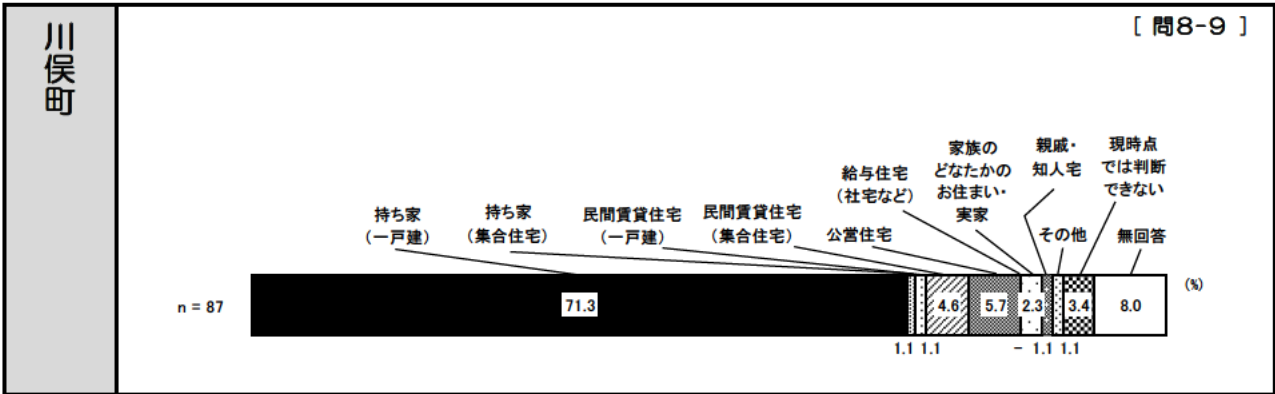 川俣町
[ 問8-9 ]
持ち家
（一戸建）
持ち家
（集合住宅）
民間賃貸住宅
（一戸建）
民間賃貸住宅
（集合住宅）
公営住宅
給与住宅
（社宅など）
家族の
どなたかの
お住まい・
実家
親戚・
知人宅
その他
現時点
では判断
できない
無回答
n = 87
71.3
1.1
1.1
4.6
5.7
－
2.3
1.1
1.1
3.4
8.0
(%)